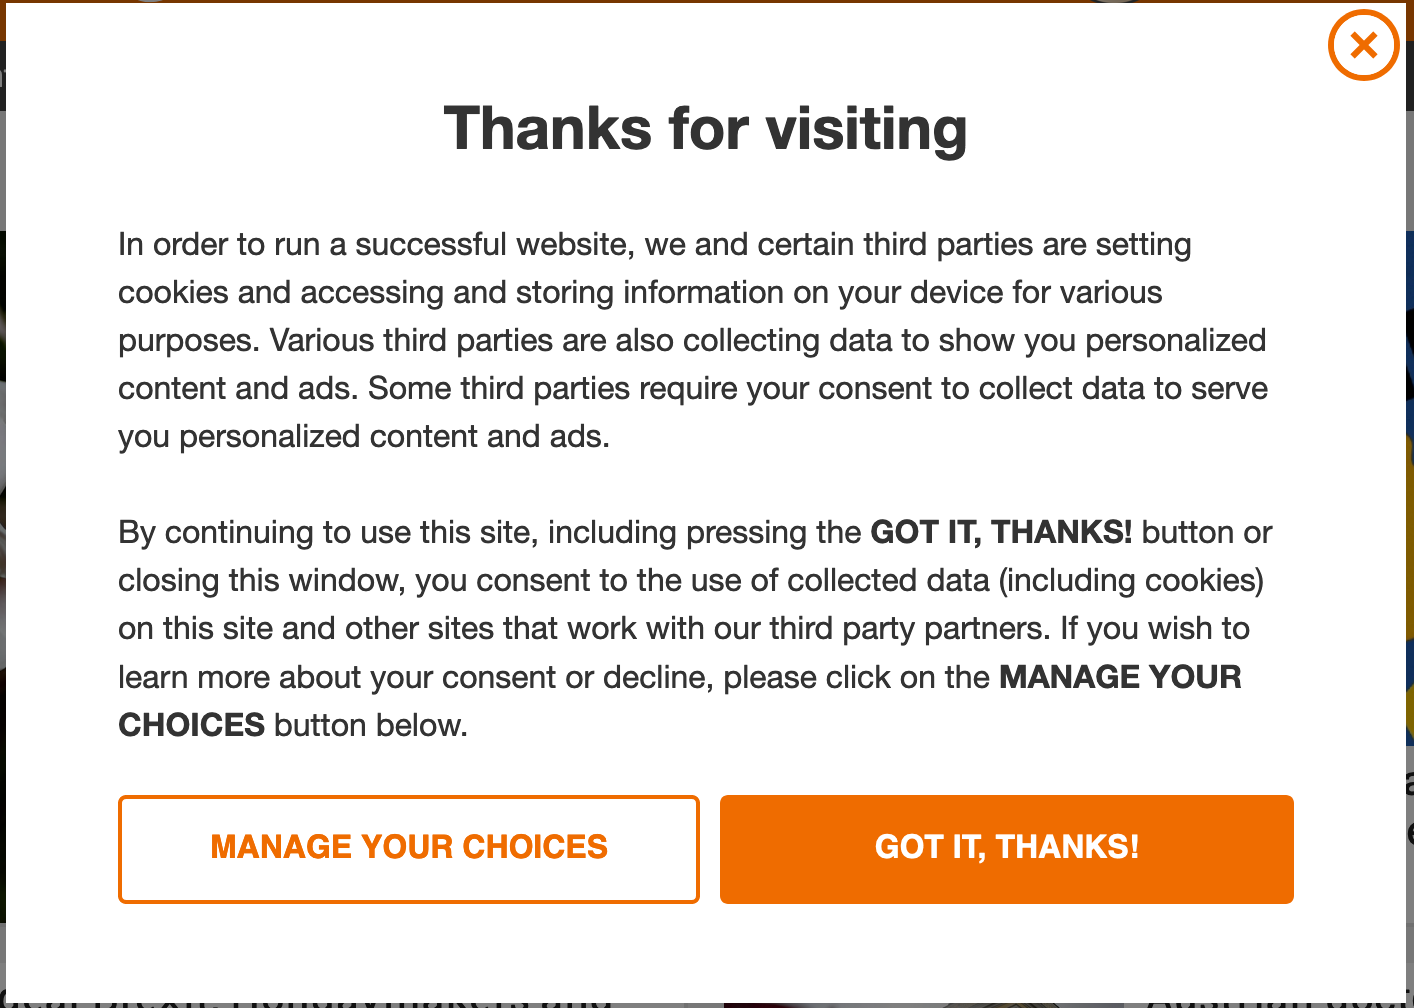 Thanks for visiting
In order to run a successful website, we and certain third parties are setting
cookies and accessing and storing information on your device for various
purposes. Various third parties are also collecting data to show you personalized
content and ads. Some third parties require your consent to collect data to serve
you personalized content and ads.
By continuing to use this site, including pressing the GOT IT, THANKS! button or
closing this window, you consent to the use of collected data (including cookies)
on this site and other sites that work with our third party partners. If you wish to
learn more about your consent or decline, please click on the MANAGE YOUR
CHOICES button below.
MANAGE YOUR CHOICES
GOT IT, THANKS!